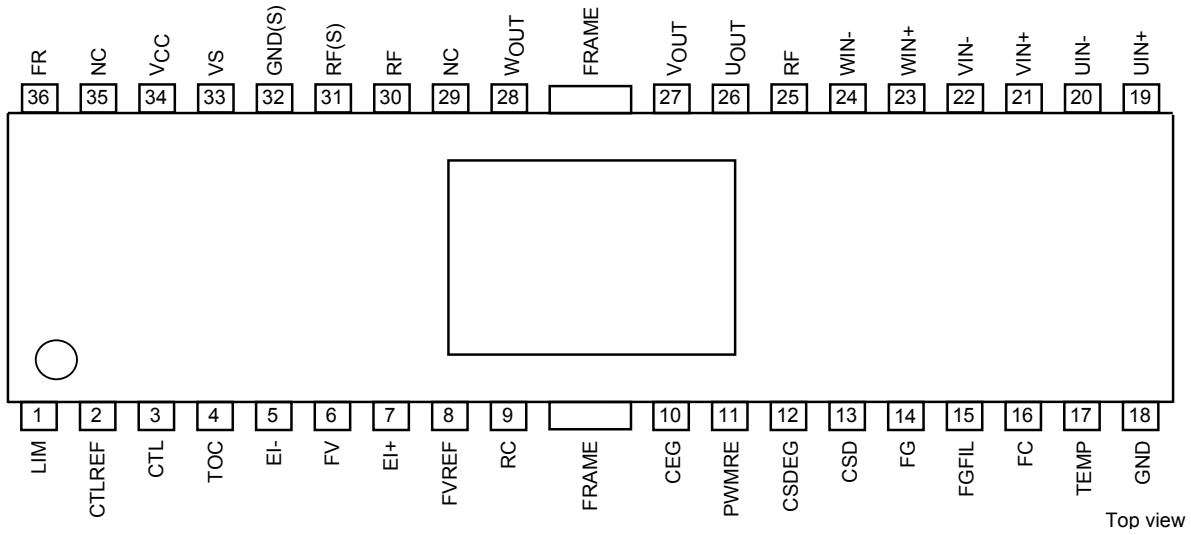 FR NC VCC VS GND(S) RF(S) RF NC WOUT FRAME VOUT UOUT RF WIN- WIN+ VIN- VIN+ UIN- UIN+
36 35 34 33 32 31 30 29 28 27 26 25 24 23 22 21 20 19
1 2 3 4 5 6 7 8 9 10 11 12 13 14 15 16 17 18
LIM CTLREF CTL TOC EI- FV EI+ FVREF RC FRAME CEG PWMRE CSDEG CSD FG FGFIL FC TEMP GND
Top view